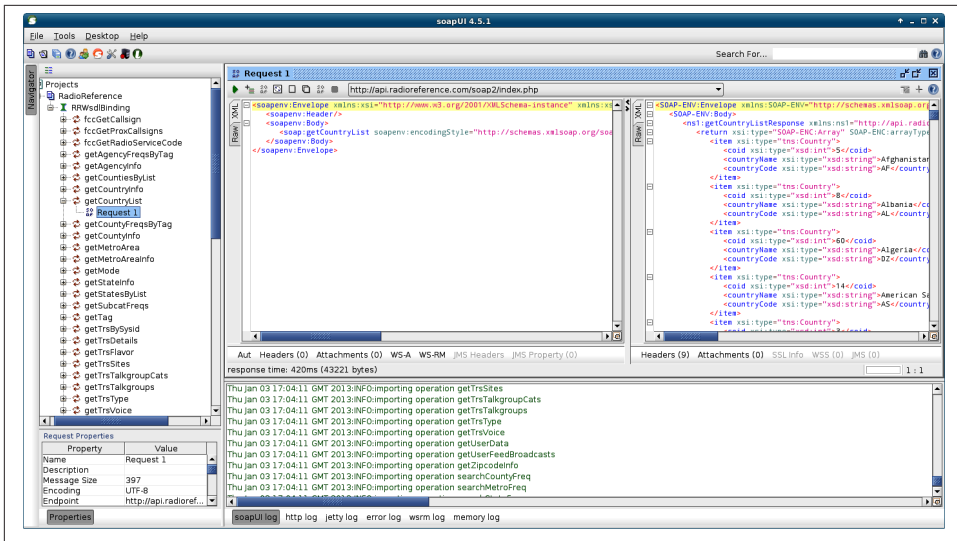 soapUI 4.5.1
File Tools Desktop Help
Search For...
Navigator
Projects
RadioReference
RRWsdlBinding
fccGetCallsign
fccGetProxCallsigns
fccGetRadioServiceCode
getAgencyFreqsByTag
getAgencyInfo
getCountiesByList
getCountryInfo
getCountryList
Request 1
getCountyFreqsByTag
getCountyInfo
getMetroArea
getMetroAreaInfo
getMode
getStateInfo
getStatesByList
getSubcatFreqs
getTag
getTrsBySysid
getTrsDetails
getTrsFlavor
getTrsSites
getTrsTalkgroupCats
getTrsTalkgroups
getTrsType
getTrsVoice
Request Properties
Property Value
Name Request 1
Description
Message Size 397
Encoding UTF-8
Endpoint http://api.radioref...
Properties
Request 1
http://api.radioreference.com/soap2/index.php
XML
Raw
<soapenv:Envelope xmlns:xsi="http://www.w3.org/2001/XMLSchema-instance" xmlns:xs
<soapenv:Header/>
<soapenv:Body>
<soap:getCountryList soapenv:encodingStyle="http://schemas.xmlsoap.org/soa
</soapenv:Body>
</soapenv:Envelope>
Aut Headers (0) Attachments (0) WS-A WS-RM JMS Headers JMS Property (0)
XML
Raw
<SOAP-ENV:Envelope xmlns:SOAP-ENV="http://schemas.xmlsoap.org
<SOAP-ENV:Body>
<ns1:getCountryListResponse xmlns:ns1="http://api.radio
<return xsi:type="SOAP-ENC:Array" SOAP-ENC:arrayType
<item xsi:type="tns:Country">
<coid xsi:type="xsd:int">5</coid>
<countryName xsi:type="xsd:string">Afghanistan
<countryCode xsi:type="xsd:string">AF</country
</item>
<item xsi:type="tns:Country">
<coid xsi:type="xsd:int">8</coid>
<countryName xsi:type="xsd:string">Albania</co
<countryCode xsi:type="xsd:string">AL</country
</item>
<item xsi:type="tns:Country">
<coid xsi:type="xsd:int">60</coid>
<countryName xsi:type="xsd:string">Algeria</co
<countryCode xsi:type="xsd:string">DZ</country
</item>
<item xsi:type="tns:Country">
<coid xsi:type="xsd:int">14</coid>
<countryName xsi:type="xsd:string">American Sa
<countryCode xsi:type="xsd:string">AS</country
</item>
<item xsi:type="tns:Country">
Headers (9) Attachments (0) SSL Info WSS (0) JMS (0)
response time: 420ms (43221 bytes)
1 : 1
Thu Jan 03 17:04:11 GMT 2013:INFO:importing operation getTrsSites
Thu Jan 03 17:04:11 GMT 2013:INFO:importing operation getTrsTalkgroupCats
Thu Jan 03 17:04:11 GMT 2013:INFO:importing operation getTrsTalkgroups
Thu Jan 03 17:04:11 GMT 2013:INFO:importing operation getTrsType
Thu Jan 03 17:04:11 GMT 2013:INFO:importing operation getTrsVoice
Thu Jan 03 17:04:11 GMT 2013:INFO:importing operation getUserData
Thu Jan 03 17:04:11 GMT 2013:INFO:importing operation getUserFeedBroadcasts
Thu Jan 03 17:04:11 GMT 2013:INFO:importing operation getZipcodeInfo
Thu Jan 03 17:04:11 GMT 2013:INFO:importing operation searchCountyFreq
Thu Jan 03 17:04:11 GMT 2013:INFO:importing operation searchMetroFreq
soapUI log http log jetty log error log wsrm log memory log